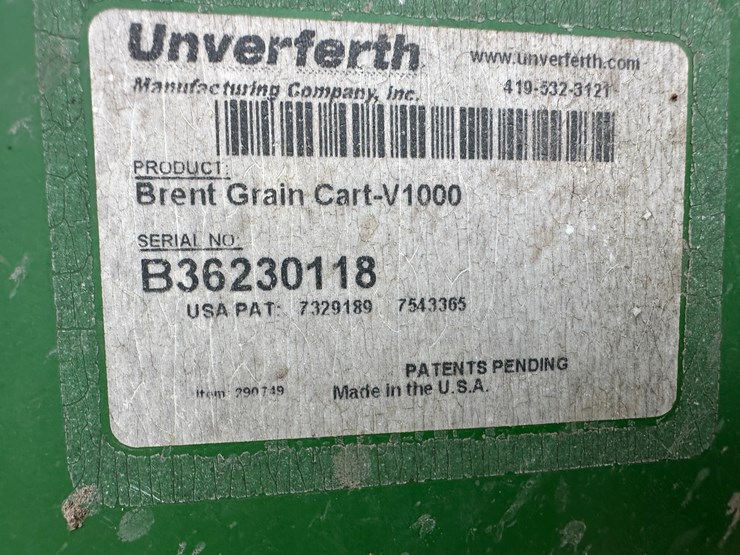 Unverferth
www.unverferth.com
Manufacturing Company, Inc.
419-532-3121
PRODUCT:
Brent Grain Cart-V1000
SERIAL NO:
B36230118
USA PAT: 7329189 7543365
PATENTS PENDING
Item 290749 Made in the U.S.A.